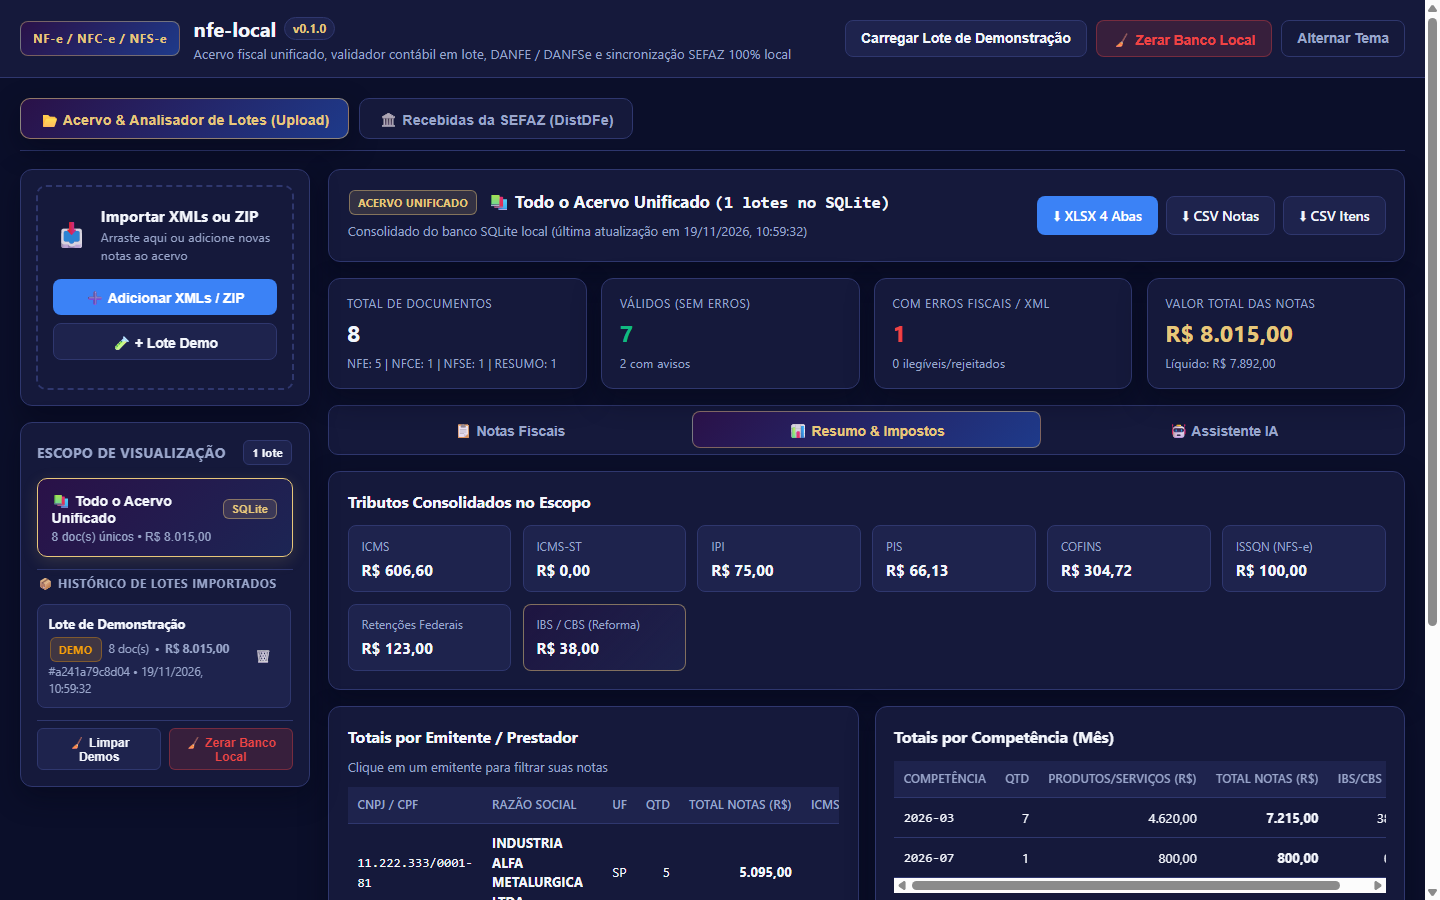 NF-e / NFC-e / NFS-e
nfe-local v0.1.0
Acervo fiscal unificado, validador contábil em lote, DANFE / DANFSe e sincronização SEFAZ 100% local
Carregar Lote de Demonstração
Zerar Banco Local
Alternar Tema
Acervo & Analisador de Lotes (Upload)
Recebidas da SEFAZ (DistDFe)
Importar XMLs ou ZIP
Arraste aqui ou adicione novas
notas ao acervo
Adicionar XMLs / ZIP
+ Lote Demo
ESCOPO DE VISUALIZAÇÃO
1 lote
Todo o Acervo
Unificado
SQLite
8 doc(s) únicos • R$ 8.015,00
HISTÓRICO DE LOTES IMPORTADOS
Lote de Demonstração
DEMO 8 doc(s) • R$ 8.015,00
#a241a79c8d04 • 19/11/2026,
10:59:32
Limpar
Demos
Zerar Banco
Local
ACERVO UNIFICADO
Todo o Acervo Unificado (1 lotes no SQLite)
Consolidado do banco SQLite local (última atualização em 19/11/2026, 10:59:32)
⬇ XLSX 4 Abas
⬇ CSV Notas
⬇ CSV Itens
TOTAL DE DOCUMENTOS
8
NFE: 5 | NFCE: 1 | NFSE: 1 | RESUMO: 1
VÁLIDOS (SEM ERROS)
7
2 com avisos
COM ERROS FISCAIS / XML
1
0 ilegíveis/rejeitados
VALOR TOTAL DAS NOTAS
R$ 8.015,00
Líquido: R$ 7.892,00
Notas Fiscais
Resumo & Impostos
Assistente IA
Tributos Consolidados no Escopo
ICMS
R$ 606,60
ICMS-ST
R$ 0,00
IPI
R$ 75,00
PIS
R$ 66,13
COFINS
R$ 304,72
ISSQN (NFS-e)
R$ 100,00
Retenções Federais
R$ 123,00
IBS / CBS (Reforma)
R$ 38,00
Totais por Emitente / Prestador
Clique em um emitente para filtrar suas notas
CNPJ / CPF RAZÃO SOCIAL UF QTD TOTAL NOTAS (R$) ICMS
11.222.333/0001-
81
INDUSTRIA
ALFA
METALURGICA
LTDA
SP 5 5.095,00
Totais por Competência (Mês)
COMPETÊNCIA QTD PRODUTOS/SERVIÇOS (R$) TOTAL NOTAS (R$) IBS/CBS
2026-03 7 4.620,00 7.215,00
2026-07 1 800,00 800,00